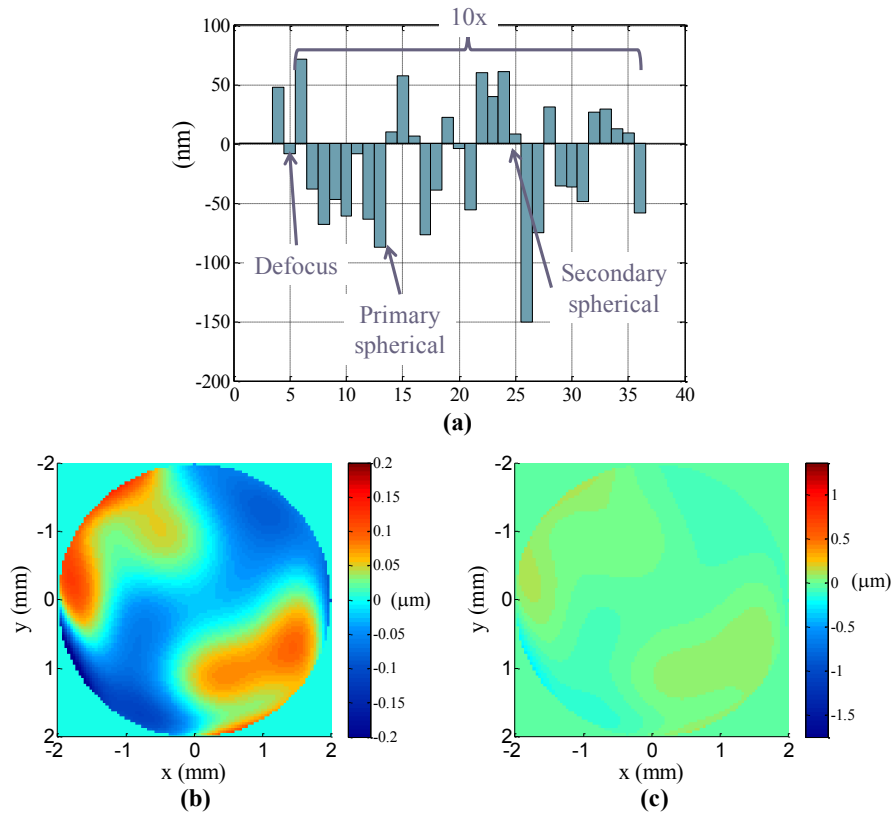 10x
100
50
0
-50
-100
-150
-200
(nm)
Defocus
Primary
spherical
Secondary
spherical
0 5 10 15 20 25 30 35 40
(a)
-2
-1
0
1
2
y (mm)
-2 -1 0 1 2
x (mm)
0.2
0.15
0.1
0.05
0
-0.05
-0.1
-0.15
-0.2
(μm)
(b)
-2
-1
0
1
2
y (mm)
-2 -1 0 1 2
x (mm)
1
0.5
0
-0.5
-1
-1.5
(μm)
(c)